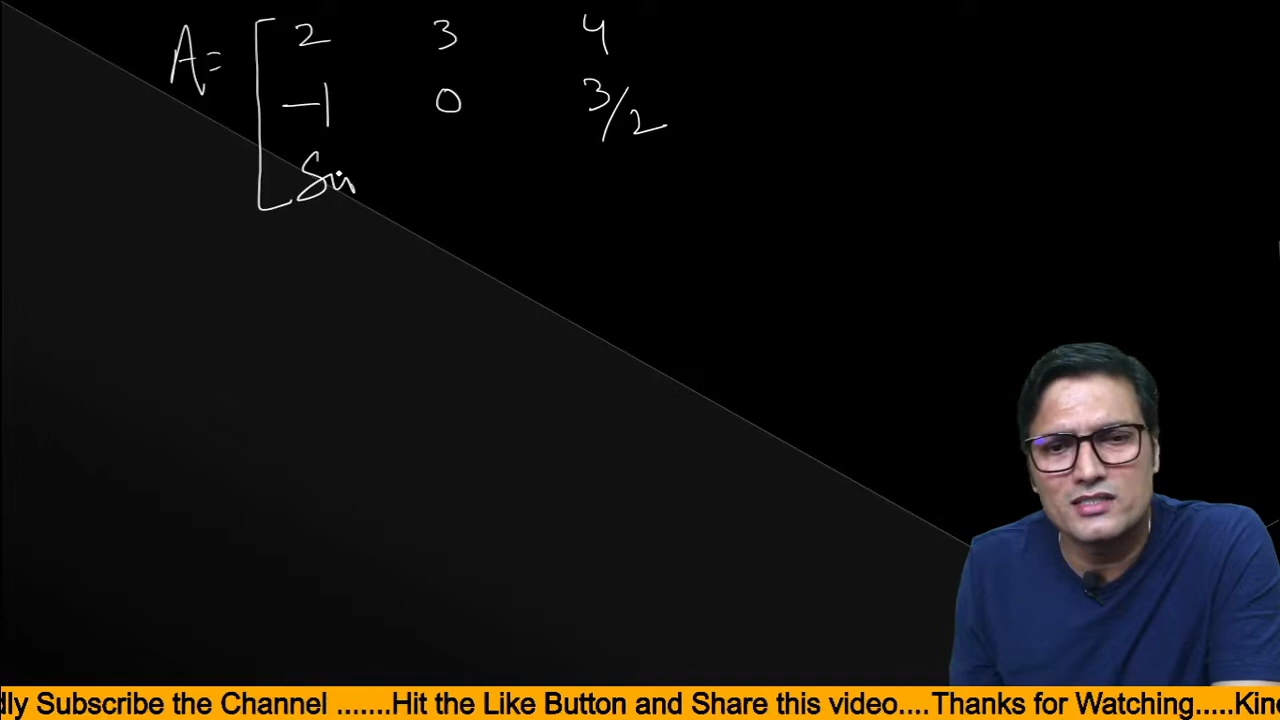 A = [ 2 3 4
-1 0 3/2
Sin
dly Subscribe the Channel .......Hit the Like Button and Share this video....Thanks for Watching.....Kin